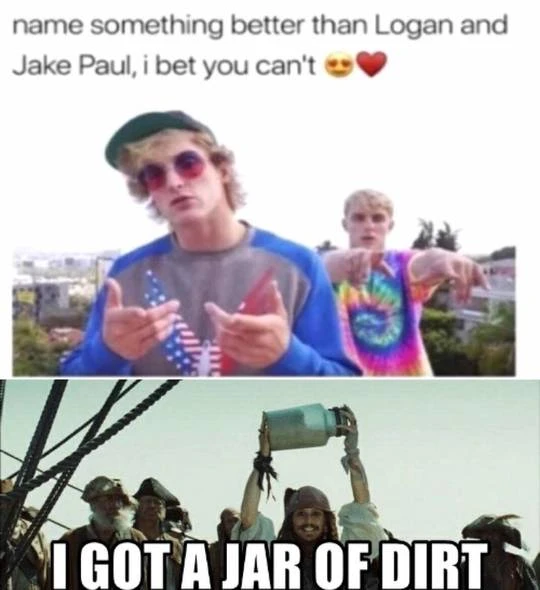 name something better than Logan and
Jake Paul, i bet you can't 😍❤️
I GOT A JAR OF DIRT